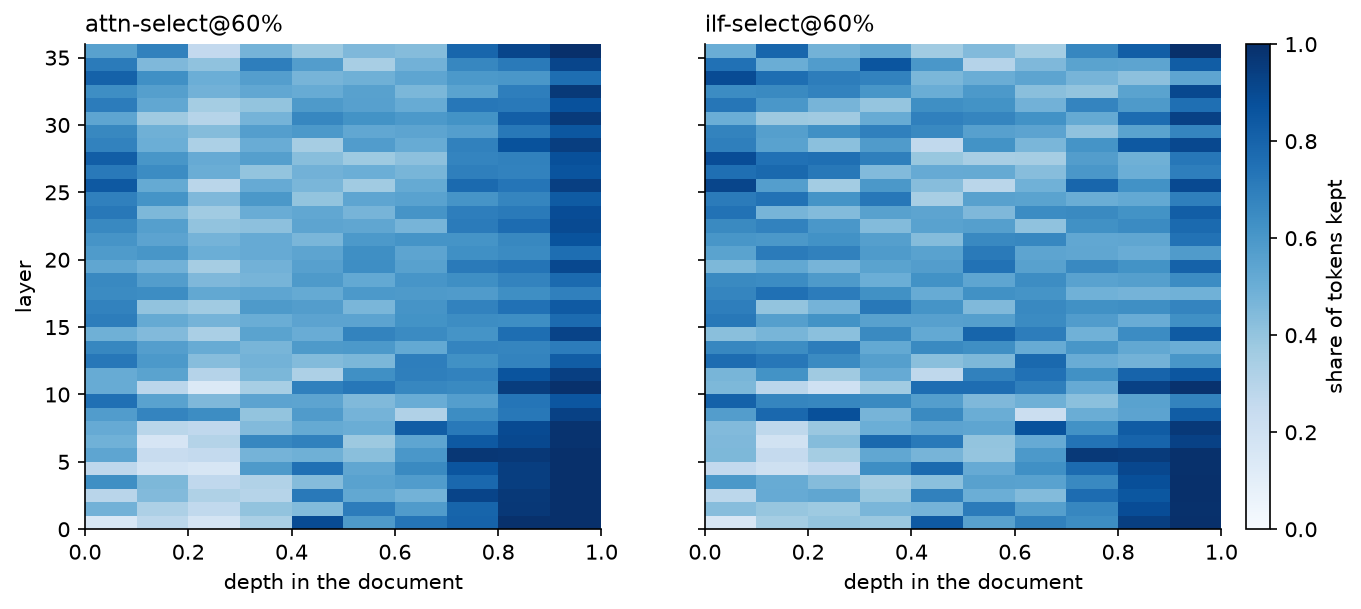 attn-select@60%
ilf-select@60%
35
30
25
20
15
10
5
0
layer
0.0 0.2 0.4 0.6 0.8 1.0
depth in the document
0.0 0.2 0.4 0.6 0.8 1.0
depth in the document
1.0
0.8
0.6
0.4
0.2
0.0
share of tokens kept